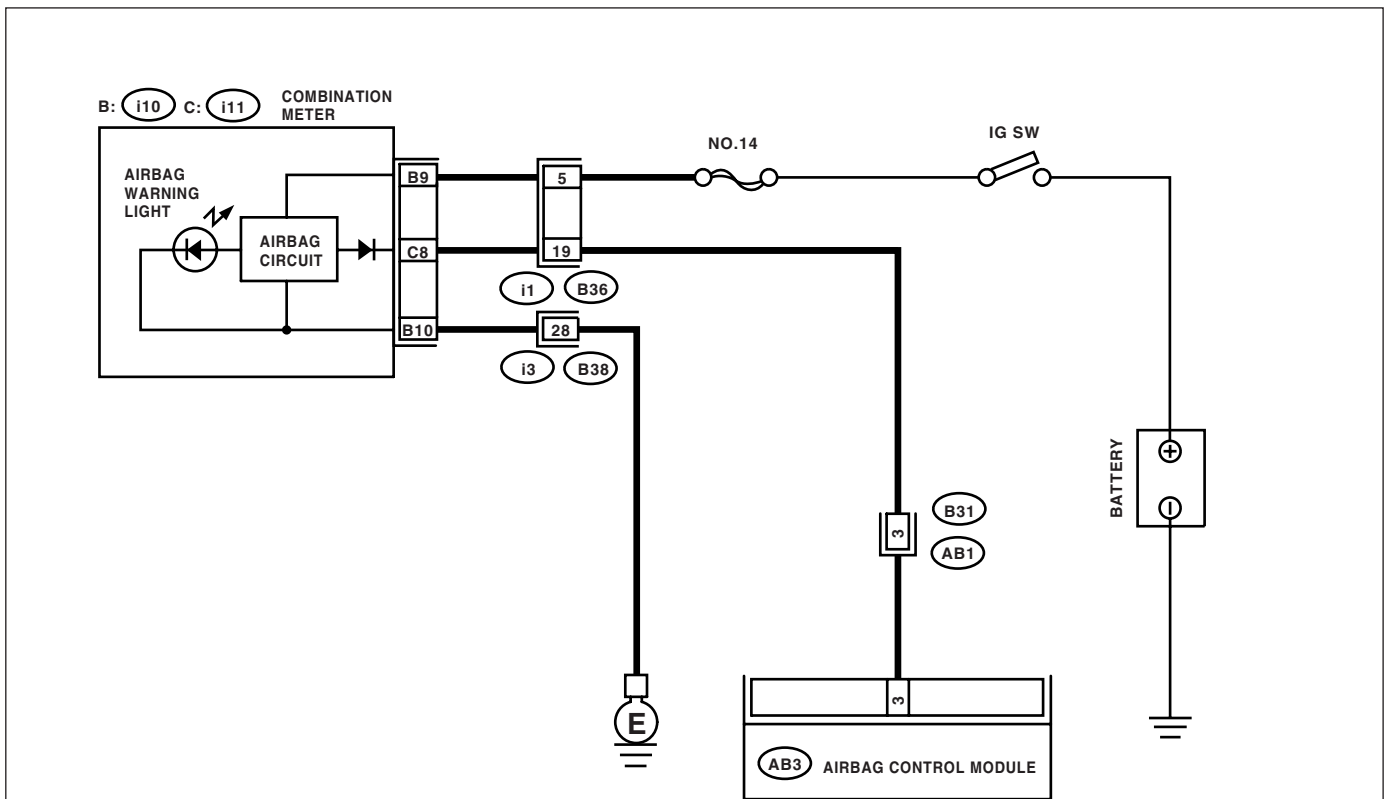 B: i10 C: i11 COMBINATION
METER
AIRBAG
WARNING
LIGHT
AIRBAG
CIRCUIT
B9
C8
B10
5
19
i1 B36
28
i3 B38
NO.14
IG SW
BATTERY
+
-
3
B31
AB1
3
AB3 AIRBAG CONTROL MODULE
E